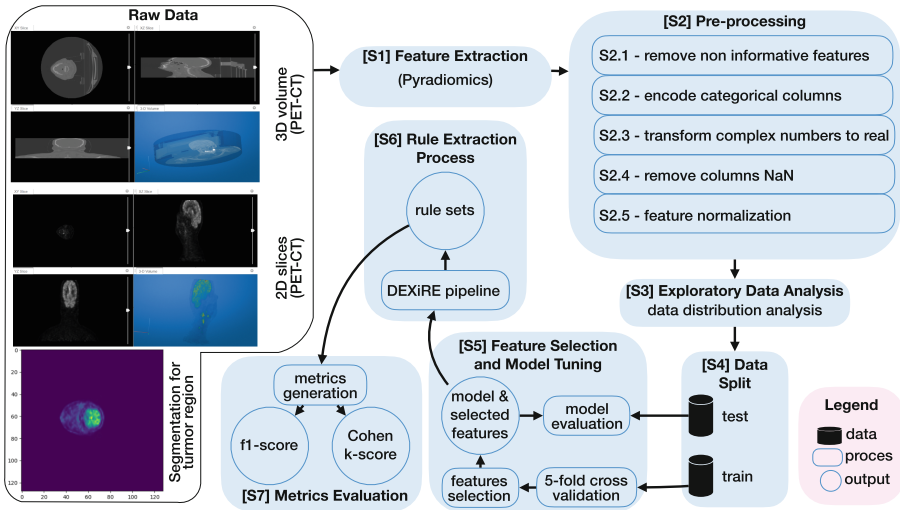 Raw Data
3D volume
(PET-CT)
2D slices
(PET-CT)
Segmentation for
turmor region
0
20
40
60
80
100
120
0 20 40 60 80 100 120
[S1] Feature Extraction
(Pyradiomics)
[S2] Pre-processing
S2.1 - remove non informative features
S2.2 - encode categorical columns
S2.3 - transform complex numbers to real
S2.4 - remove columns NaN
S2.5 - feature normalization
[S3] Exploratory Data Analysis
data distribution analysis
[S4] Data
Split
test
train
[S5] Feature Selection
and Model Tuning
model &
selected
features
model
evaluation
features
selection
5-fold cross
validation
[S6] Rule Extraction
Process
rule sets
DEXiRE pipeline
metrics
generation
f1-score
Cohen
k-score
[S7] Metrics Evaluation
Legend
data
proces
output